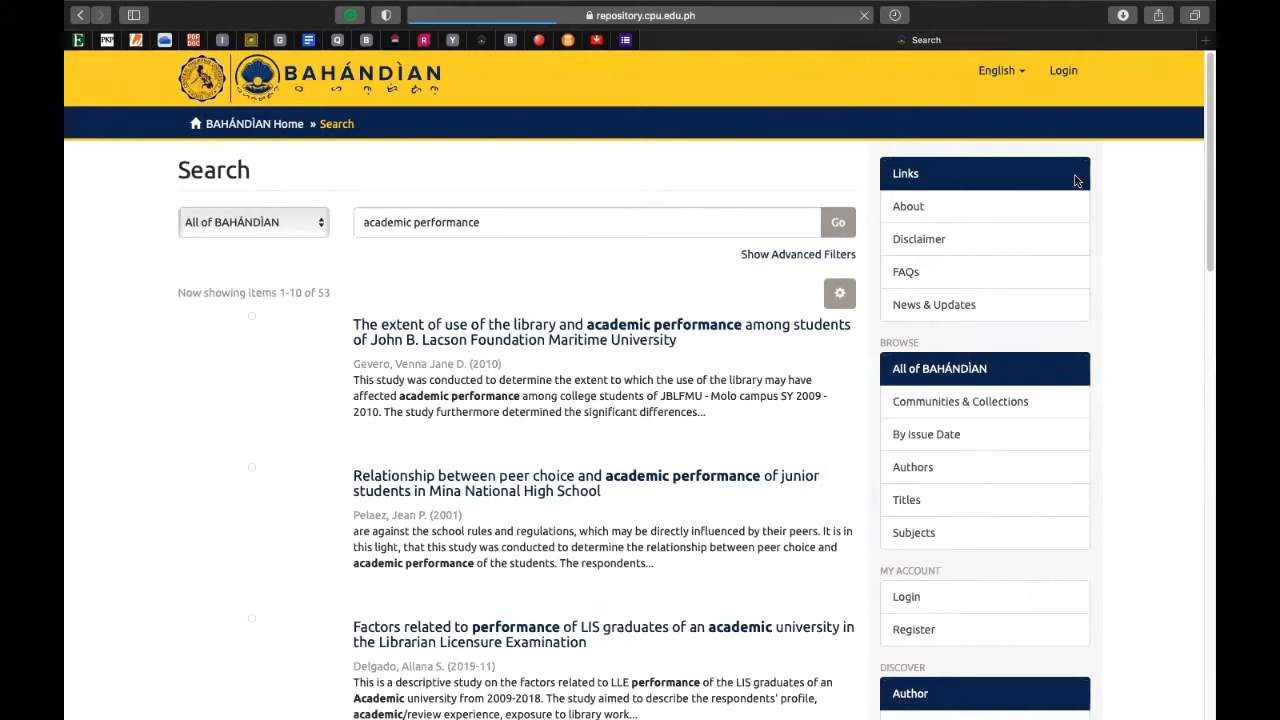 repository.cpu.edu.ph
Search
BAHÁNDÌAN
English
Login
BAHÁNDÌAN Home » Search
Search
All of BAHÁNDÌAN
academic performance
Go
Show Advanced Filters
Now showing items 1-10 of 53
The extent of use of the library and academic performance among students
of John B. Lacson Foundation Maritime University
Gevero, Venna Jane D. (2010)
This study was conducted to determine the extent to which the use of the library may have
affected academic performance among college students of JBLFMU - Molo campus SY 2009 -
2010. The study furthermore determined the significant differences...
Relationship between peer choice and academic performance of junior
students in Mina National High School
Pelaez, Jean P. (2001)
are against the school rules and regulations, which may be directly influenced by their peers. It is in
this light, that this study was conducted to determine the relationship between peer choice and
academic performance of the students. The respondents...
Factors related to performance of LIS graduates of an academic university in
the Librarian Licensure Examination
Delgado, Allana S. (2019-11)
This is a descriptive study on the factors related to LLE performance of the LIS graduates of an
Academic university from 2009-2018. The study aimed to describe the respondents' profile,
academic/review experience, exposure to library work...
Links
About
Disclaimer
FAQs
News & Updates
BROWSE
All of BAHÁNDÌAN
Communities & Collections
By Issue Date
Authors
Titles
Subjects
MY ACCOUNT
Login
Register
DISCOVER
Author